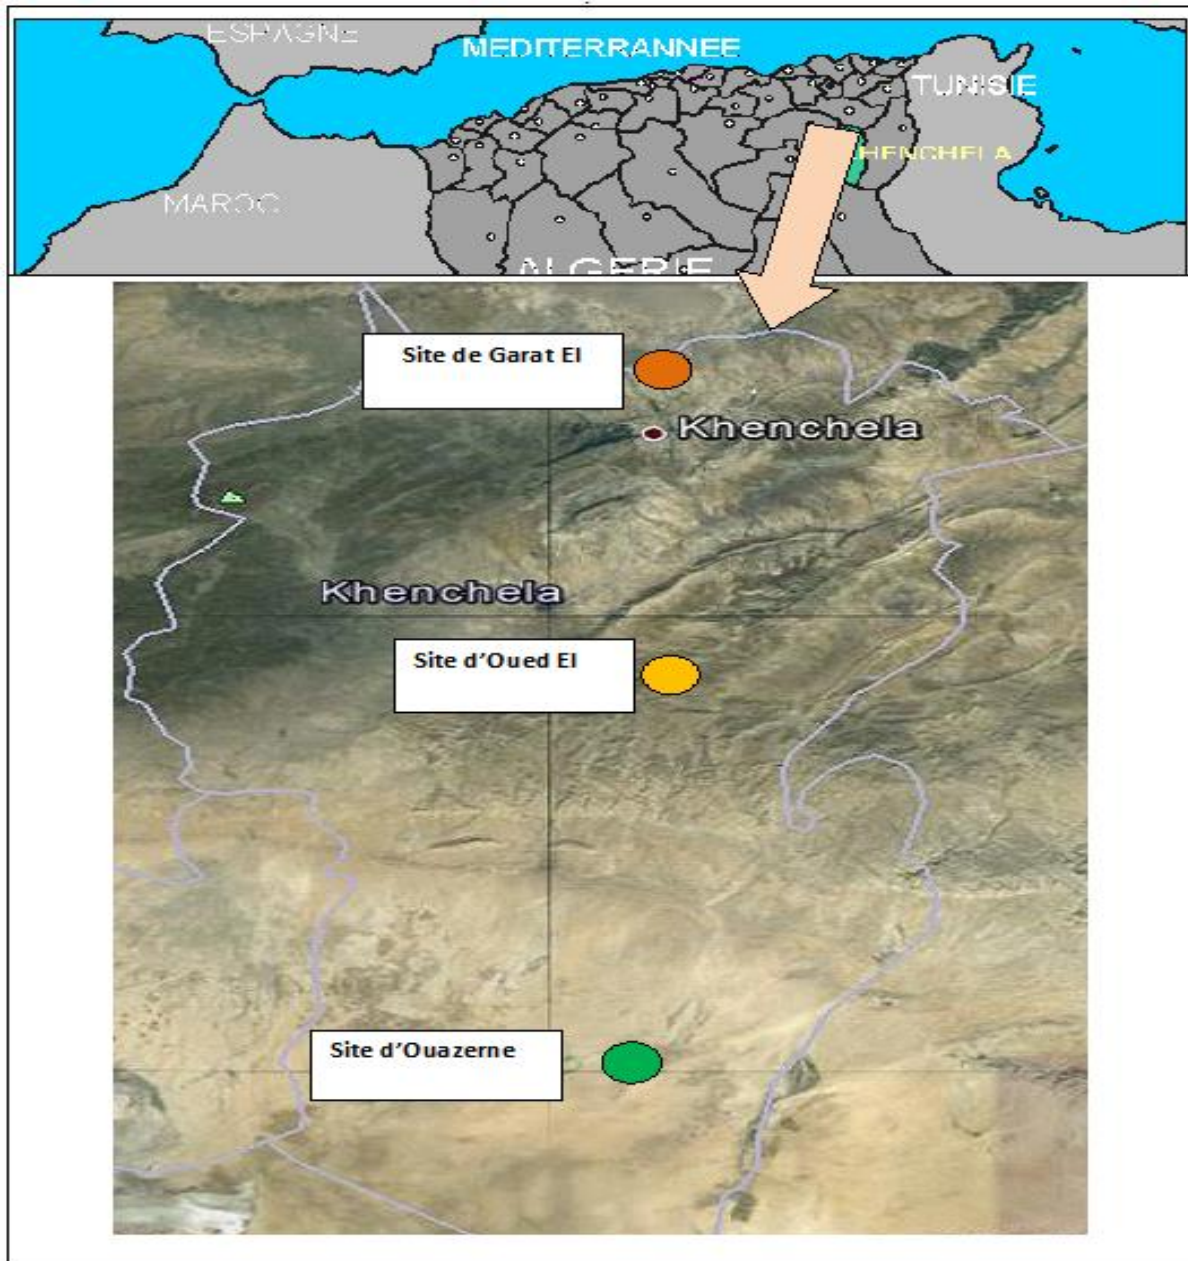 ESPAGNE
MEDITERRANNEE
TUNISIE
KHENCHELA
MAROC
ALGERIE
Site de Garat El
Khenchela
Khenchela
Site d'Oued El
Site d'Ouazerne